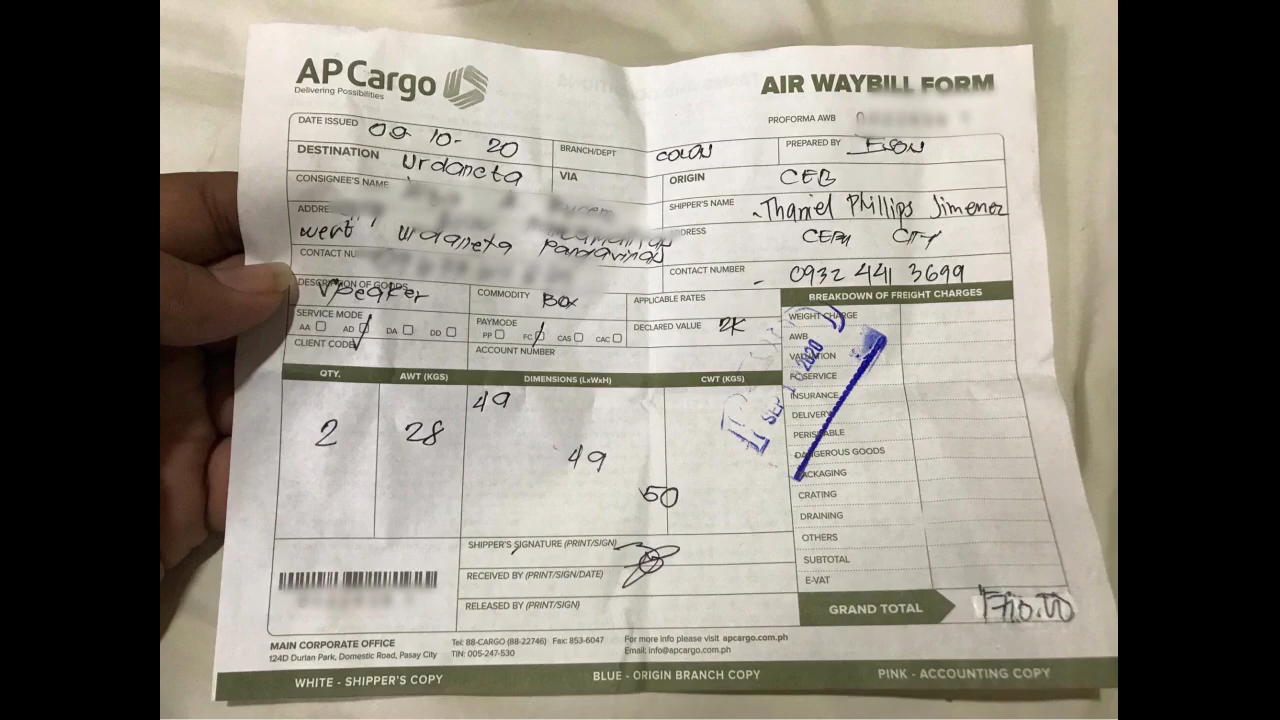 AP Cargo
Delivering Possibilities
AIR WAYBILL FORM
PROFORMA AWB
DATE ISSUED 09-10-20
BRANCH/DEPT COLON
PREPARED BY
DESTINATION Urdaneta
VIA
ORIGIN CEB
CONSIGNEE'S NAME
SHIPPER'S NAME Thaniel Phillips Jimenez
ADDRE
west Urdaneta
ADDRESS CITY
CONTACT NU
CONTACT NUMBER 0932 441 3699
DESCRIPTION OF GOODS Speaker
COMMODITY BOX
APPLICABLE RATES
BREAKDOWN OF FREIGHT CHARGES
SERVICE MODE
AA AD DA DD
PAYMODE
PP FC CAS CAC
DECLARED VALUE 2K
CLIENT CODE
ACCOUNT NUMBER
QTY. AWT (KGS) DIMENSIONS (LxWxH) CWT (KGS)
2 28 49 49 50
WEIGHT CHARGE
AWB
VALUATION
FC SERVICE
INSURANCE
DELIVERY
PERISHABLE
DANGEROUS GOODS
PACKAGING
CRATING
DRAINING
OTHERS
SUBTOTAL
E-VAT
GRAND TOTAL
SEP 2020
SHIPPER'S SIGNATURE (PRINT/SIGN)
RECEIVED BY (PRINT/SIGN/DATE)
RELEASED BY (PRINT/SIGN)
MAIN CORPORATE OFFICE
124D Durian Park, Domestic Road, Pasay City
Tel: 88-CARGO (88-22746) Fax: 853-6047
TIN: 005-247-530
For more info please visit apcargo.com.ph
Email: info@apcargo.com.ph
WHITE - SHIPPER'S COPY
BLUE - ORIGIN BRANCH COPY
PINK - ACCOUNTING COPY